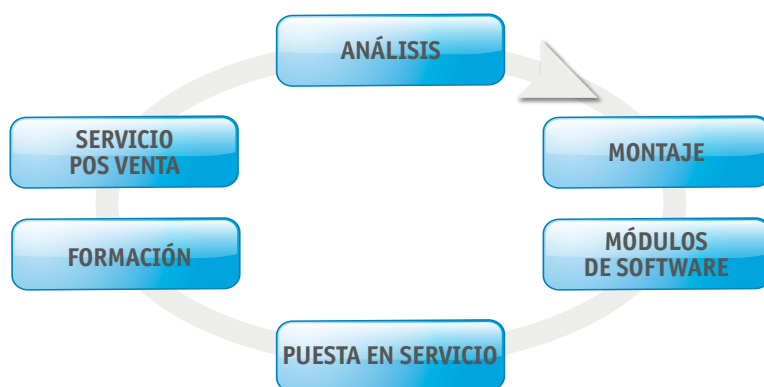 ANÁLISIS
MONTAJE
MÓDULOS
DE SOFTWARE
PUESTA EN SERVICIO
FORMACIÓN
SERVICIO
POS VENTA